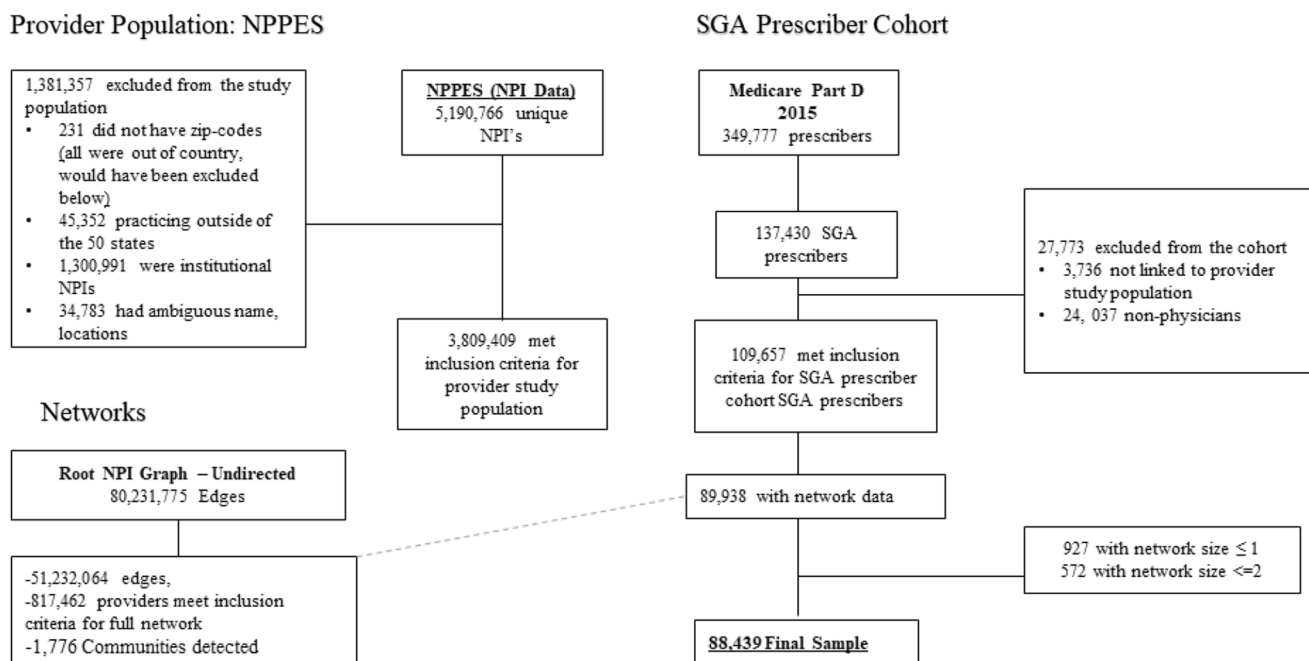 Provider Population: NPPES
1,381,357 excluded from the study
population
• 231 did not have zip-codes
(all were out of country,
would have been excluded
below)
• 45,352 practicing outside of
the 50 states
• 1,300,991 were institutional
NPIs
• 34,783 had ambiguous name,
locations
NPPES (NPI Data)
5,190,766 unique
NPI's
3,809,409 met
inclusion criteria for
provider study
population
Networks
Root NPI Graph – Undirected
80,231,775 Edges
-51,232,064 edges,
-817,462 providers meet inclusion
criteria for full network
-1,776 Communities detected
SGA Prescriber Cohort
Medicare Part D
2015
349,777 prescribers
137,430 SGA
prescribers
27,773 excluded from the cohort
• 3,736 not linked to provider
study population
• 24, 037 non-physicians
109,657 met inclusion
criteria for SGA prescriber
cohort SGA prescribers
89,938 with network data
927 with network size ≤ 1
572 with network size <=2
88,439 Final Sample